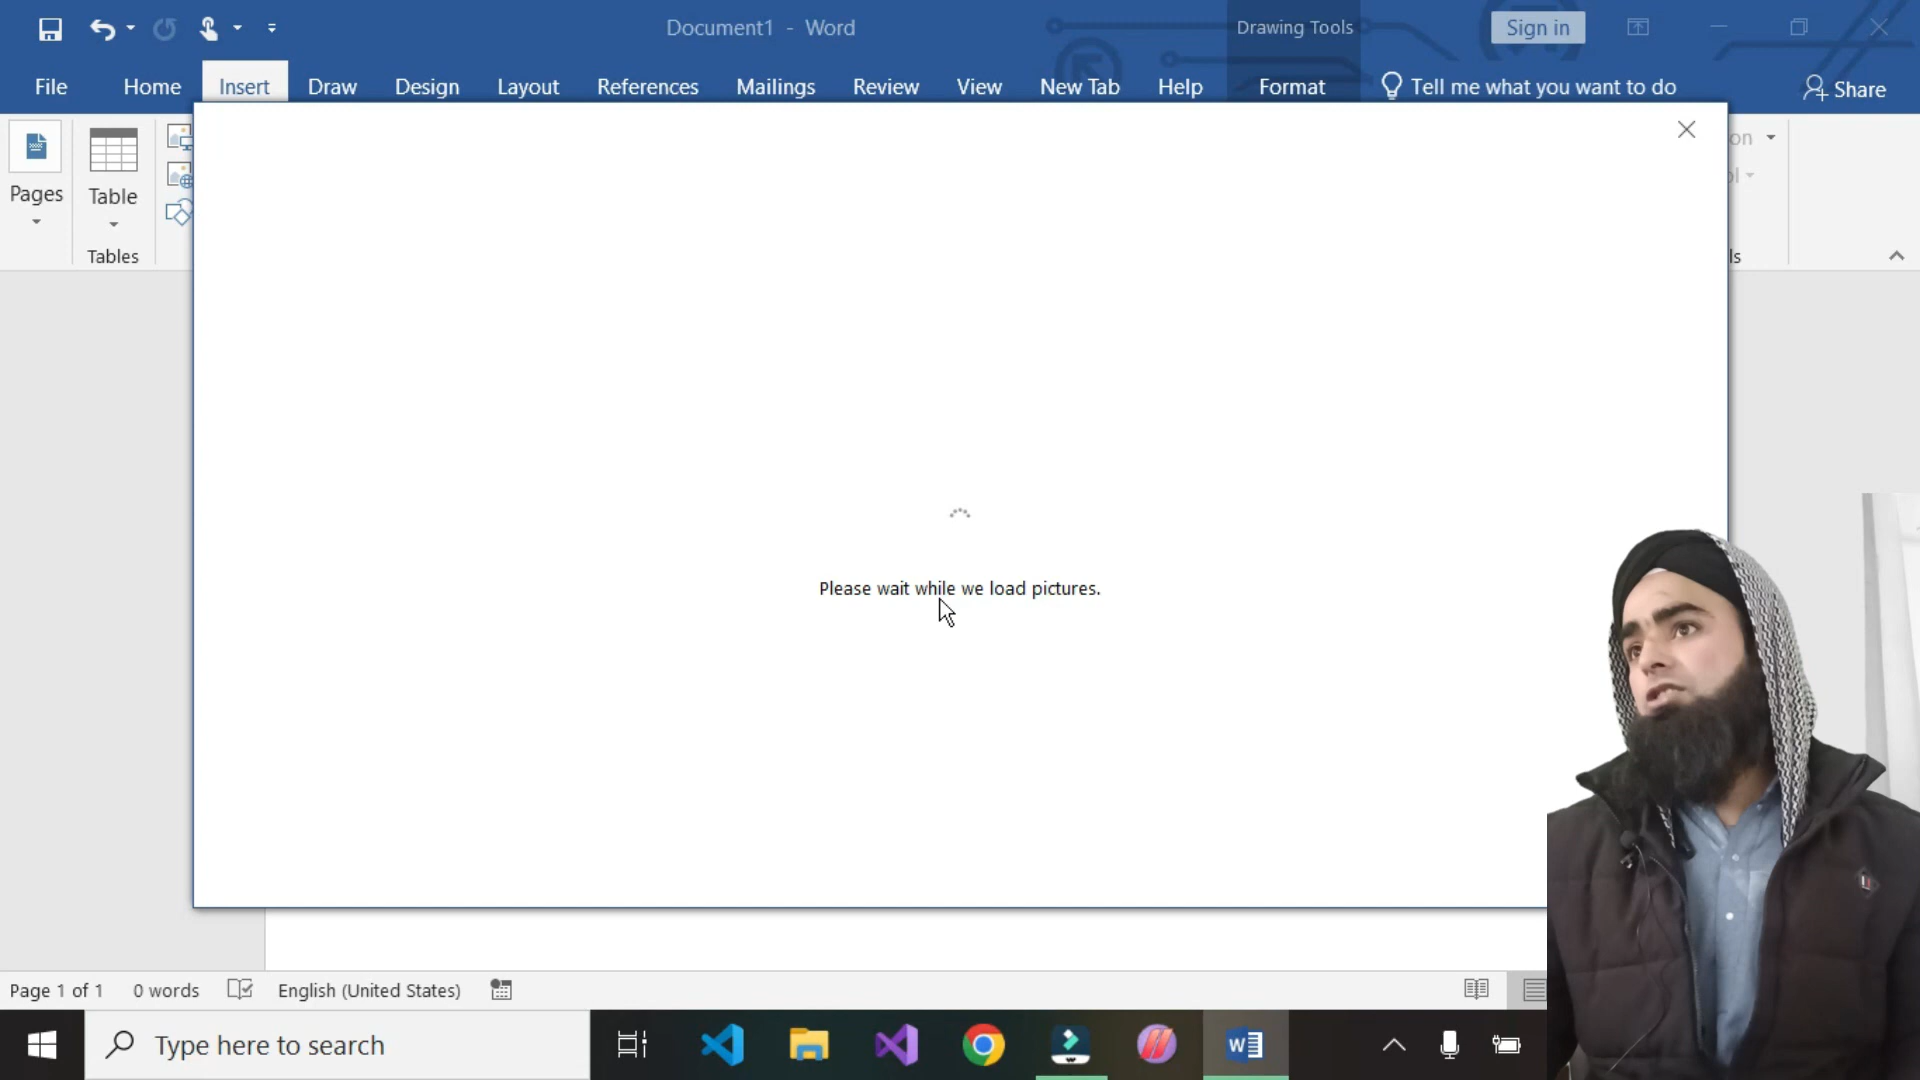 Document1 - Word
Drawing Tools
Sign in
File Home Insert Draw Design Layout References Mailings Review View New Tab Help Format Tell me what you want to do Share
Pages
Table
Tables
Please wait while we load pictures.
Page 1 of 1 0 words English (United States)
Type here to search